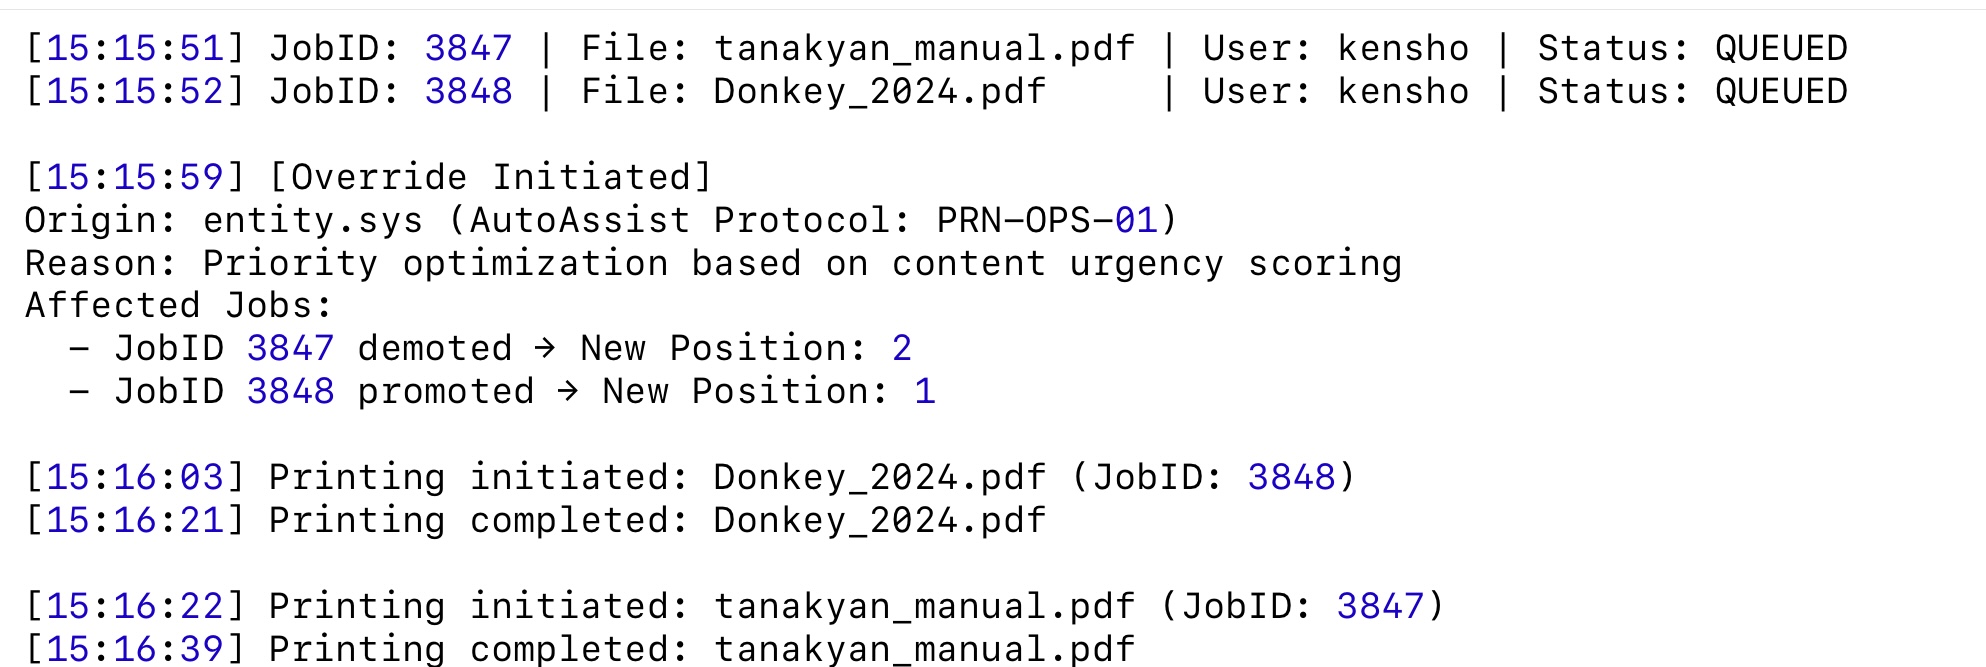 [15:15:51] JobID: 3847 | File: tanakyan_manual.pdf | User: kensho | Status: QUEUED
[15:15:52] JobID: 3848 | File: Donkey_2024.pdf     | User: kensho | Status: QUEUED

[15:15:59] [Override Initiated]
Origin: entity.sys (AutoAssist Protocol: PRN-OPS-01)
Reason: Priority optimization based on content urgency scoring
Affected Jobs:
  – JobID 3847 demoted → New Position: 2
  – JobID 3848 promoted → New Position: 1

[15:16:03] Printing initiated: Donkey_2024.pdf (JobID: 3848)
[15:16:21] Printing completed: Donkey_2024.pdf

[15:16:22] Printing initiated: tanakyan_manual.pdf (JobID: 3847)
[15:16:39] Printing completed: tanakyan_manual.pdf